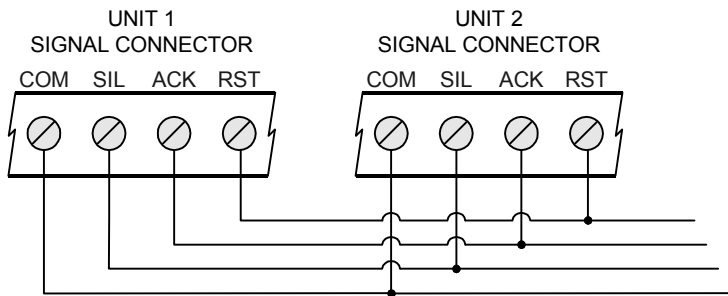 UNIT 1
SIGNAL CONNECTOR
COM SIL ACK RST
UNIT 2
SIGNAL CONNECTOR
COM SIL ACK RST